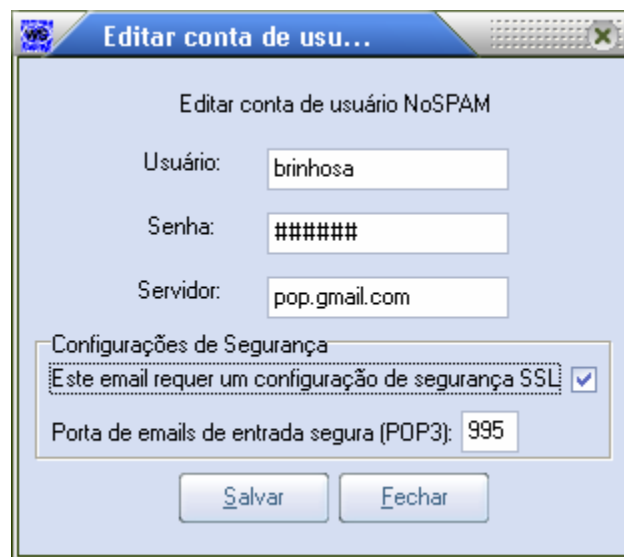 Editar conta de usu...
Editar conta de usuário NoSPAM
Usuário: brinhosa
Senha: ######
Servidor: pop.gmail.com
Configurações de Segurança
Este email requer um configuração de segurança SSL
Porta de emails de entrada segura (POP3): 995
Salvar Fechar